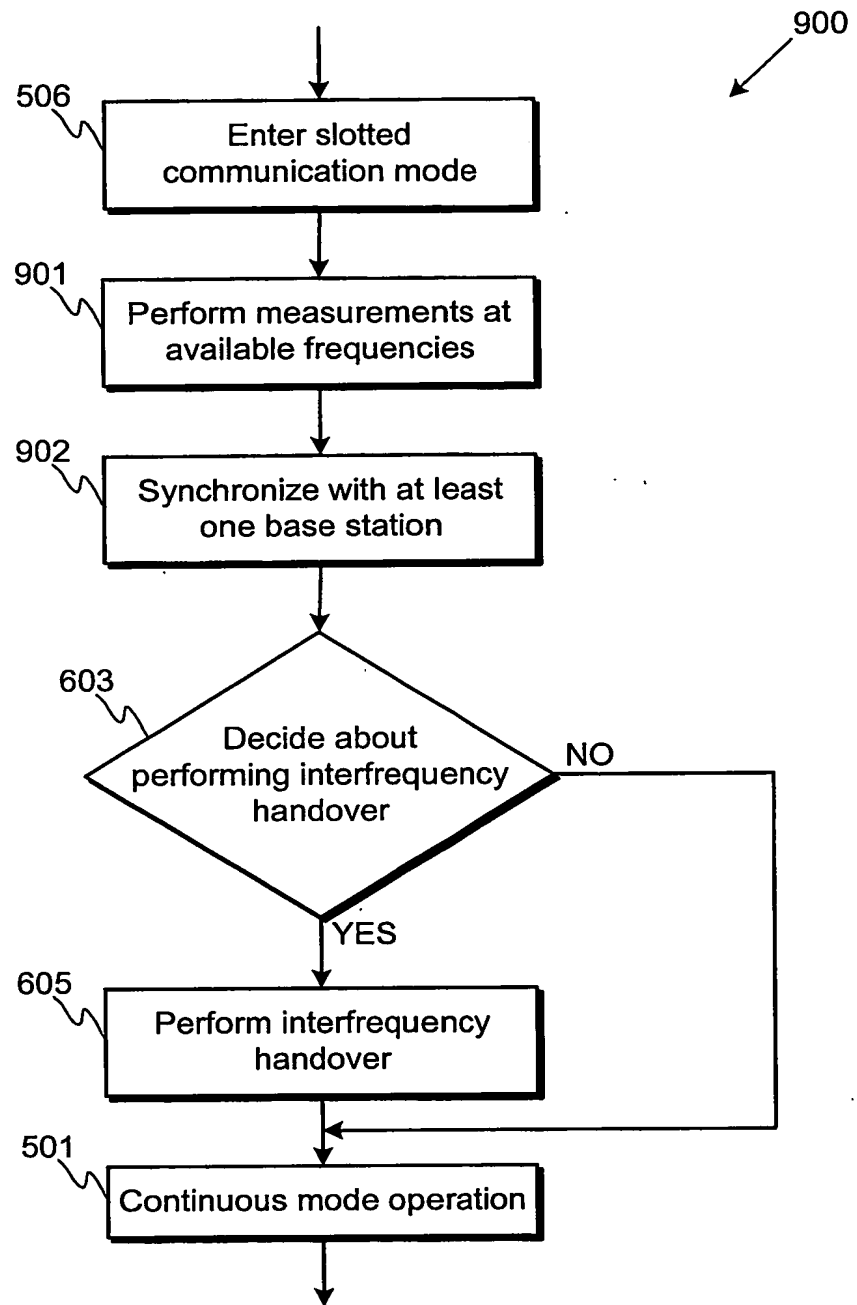 900
506
Enter slotted
communication mode
901
Perform measurements at
available frequencies
902
Synchronize with at least
one base station
603
Decide about
performing interfrequency
handover
NO
YES
605
Perform interfrequency
handover
501
Continuous mode operation